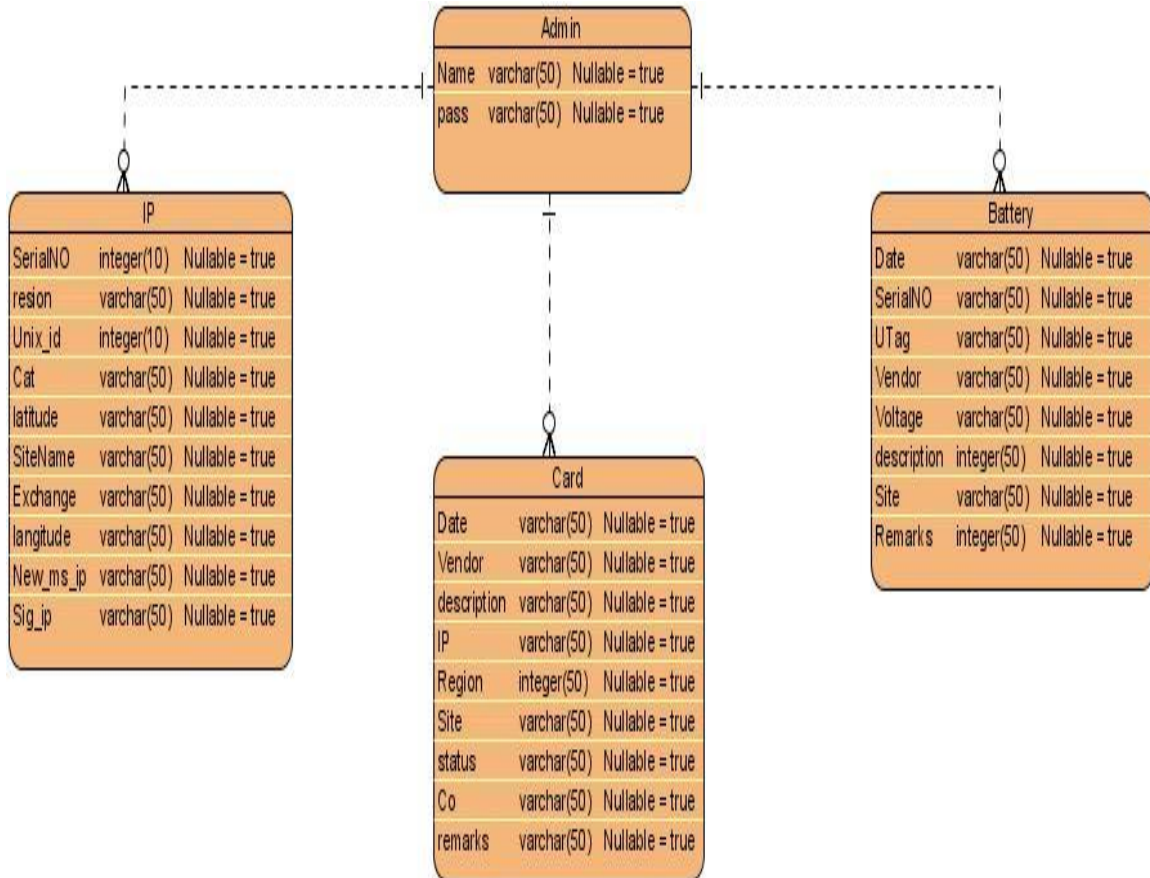 Admin
Name varchar(50) Nullable = true
pass varchar(50) Nullable = true
IP
SerialNO integer(10) Nullable = true
resion varchar(50) Nullable = true
Unix_id integer(10) Nullable = true
Cat varchar(50) Nullable = true
latitude varchar(50) Nullable = true
SiteName varchar(50) Nullable = true
Exchange varchar(50) Nullable = true
langitude varchar(50) Nullable = true
New_ms_ip varchar(50) Nullable = true
Sig_ip varchar(50) Nullable = true
Card
Date varchar(50) Nullable = true
Vendor varchar(50) Nullable = true
description varchar(50) Nullable = true
IP varchar(50) Nullable = true
Region integer(50) Nullable = true
Site varchar(50) Nullable = true
status varchar(50) Nullable = true
Co varchar(50) Nullable = true
remarks varchar(50) Nullable = true
Battery
Date varchar(50) Nullable = true
SerialNO varchar(50) Nullable = true
UTag varchar(50) Nullable = true
Vendor varchar(50) Nullable = true
Voltage varchar(50) Nullable = true
description integer(50) Nullable = true
Site varchar(50) Nullable = true
Remarks integer(50) Nullable = true